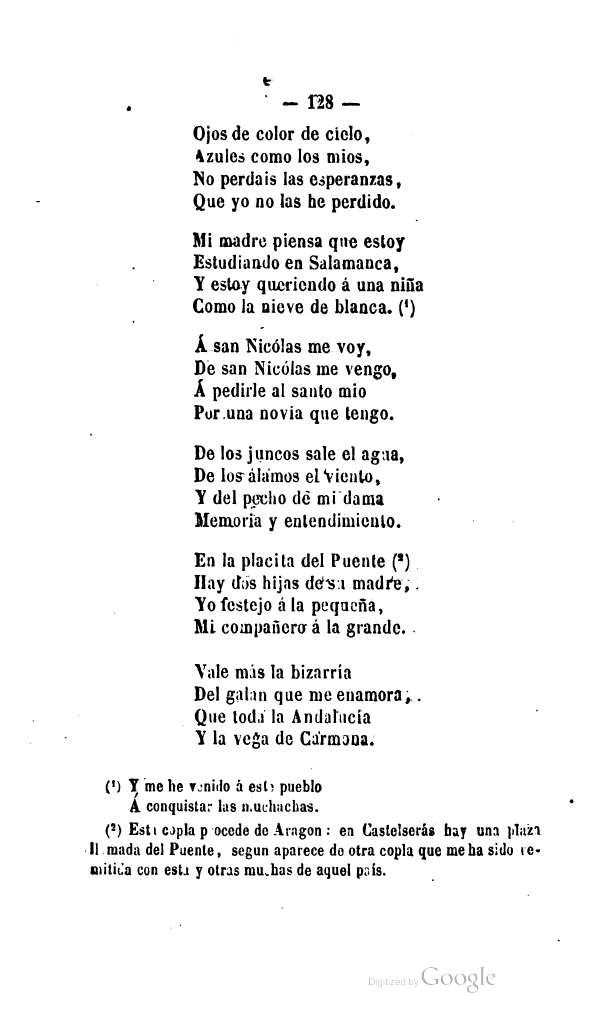 — 128 —
Ojos de color de cielo,
Azules como los mios,
No perdais las esperanzas,
Que yo no las he perdido.
Mi madre piensa que estoy
Estudiando en Salamanca,
Y estoy queriendo á una niña
Como la nieve de blanca. (¹)
Á san Nicólas me voy,
De san Nicólas me vengo,
Á pedirle al santo mio
Por una novia que tengo.
De los juncos sale el agua,
De los álamos el viento,
Y del pecho de mi dama
Memoria y entendimiento.
En la placita del Puente (²)
Hay dos hijas de su madre,
Yo festejo á la pequeña,
Mi compañero á la grande.
Vale más la bizarría
Del galan que me enamora,
Que toda la Andalucía
Y la vega de Carmona.
(¹) Y me he venido á este pueblo
Á conquistar las muchachas.
(²) Esta copla procede de Aragon: en Castelserás hay una plaza
llamada del Puente, segun aparece de otra copla que me ha sido re-
mitida con esta y otras muchas de aquel país.
Digitized by Google